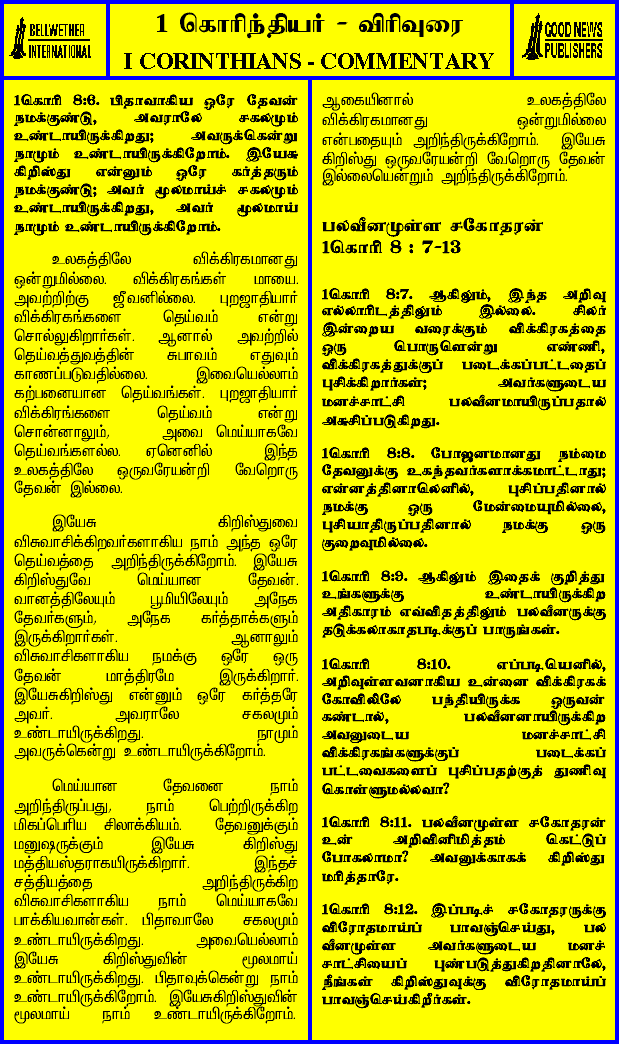 BELLWETHER
INTERNATIONAL
1 கொரிந்தியர் - விரிவுரை
I CORINTHIANS - COMMENTARY
GOOD NEWS
PUBLISHERS
1கொரி 8:6. பிதாவாகிய ஒரே தேவன்
நமக்குண்டு, அவராலே சகலமும்
உண்டாயிருக்கிறது; அவருக்கென்று
நாமும் உண்டாயிருக்கிறோம். இயேசு
கிறிஸ்து என்னும் ஒரே கர்த்தரும்
நமக்குண்டு; அவர் மூலமாய்ச் சகலமும்
உண்டாயிருக்கிறது, அவர் மூலமாய்
நாமும் உண்டாயிருக்கிறோம்.
உலகத்திலே விக்கிரகமானது
ஒன்றுமில்லை. விக்கிரகங்கள் மாயை.
அவற்றிற்கு ஜீவனில்லை. புறஜாதியார்
விக்கிரகங்களை தெய்வம் என்று
சொல்லுகிறார்கள். ஆனால் அவற்றில்
தெய்வத்துவத்தின் சுபாவம் எதுவும்
காணப்படுவதில்லை. இவையெல்லாம்
கற்பனையான தெய்வங்கள். புறஜாதியார்
விக்கிரங்களை தெய்வம் என்று
சொன்னாலும், அவை மெய்யாகவே
தெய்வங்களல்ல. ஏனெனில் இந்த
உலகத்திலே ஒருவரேயன்றி வேறொரு
தேவன் இல்லை.
இயேசு கிறிஸ்துவை
விசுவாசிக்கிறவர்களாகிய நாம் அந்த ஒரே
தெய்வத்தை அறிந்திருக்கிறோம். இயேசு
கிறிஸ்துவே மெய்யான தேவன்.
வானத்திலேயும் பூமியிலேயும் அநேக
தேவர்களும், அநேக கர்த்தாக்களும்
இருக்கிறார்கள். ஆனாலும்
விசுவாசிகளாகிய நமக்கு ஒரே ஒரு
தேவன் மாத்திரமே இருக்கிறார்.
இயேசுகிறிஸ்து என்னும் ஒரே கர்த்தரே
அவர். அவராலே சகலமும்
உண்டாயிருக்கிறது. நாமும்
அவருக்கென்று உண்டாயிருக்கிறோம்.
மெய்யான தேவனை நாம்
அறிந்திருப்பது, நாம் பெற்றிருக்கிற
மிகப்பெரிய சிலாக்கியம். தேவனுக்கும்
மனுஷருக்கும் இயேசு கிறிஸ்து
மத்தியஸ்தராகயிருக்கிறார். இந்தச்
சத்தியத்தை அறிந்திருக்கிற
விசுவாசிகளாகிய நாம் மெய்யாகவே
பாக்கியவான்கள். பிதாவாலே சகலமும்
உண்டாயிருக்கிறது. அவையெல்லாம்
இயேசு கிறிஸ்துவின் மூலமாய்
உண்டாயிருக்கிறது. பிதாவுக்கென்று நாம்
உண்டாயிருக்கிறோம். இயேசுகிறிஸ்துவின்
மூலமாய் நாம் உண்டாயிருக்கிறோம்.
ஆகையினால் உலகத்திலே
விக்கிரகமானது ஒன்றுமில்லை
என்பதையும் அறிந்திருக்கிறோம். இயேசு
கிறிஸ்து ஒருவரேயன்றி வேறொரு தேவன்
இல்லையென்றும் அறிந்திருக்கிறோம்.
பலவீனமுள்ள சகோதரன்
1கொரி 8 : 7-13
1கொரி 8:7. ஆகிலும், இந்த அறிவு
எல்லாரிடத்திலும் இல்லை. சிலர்
இன்றைய வரைக்கும் விக்கிரகத்தை
ஒரு பொருளென்று எண்ணி,
விக்கிரகத்துக்குப் படைக்கப்பட்டதைப்
புசிக்கிறார்கள்; அவர்களுடைய
மனச்சாட்சி பலவீனமாயிருப்பதால்
அசுசிப்படுகிறது.
1கொரி 8:8. போஜனமானது நம்மை
தேவனுக்கு உகந்தவர்களாக்கமாட்டாது;
என்னத்தினாலெனில், புசிப்பதினால்
நமக்கு ஒரு மேன்மையுமில்லை,
புசியாதிருப்பதினால் நமக்கு ஒரு
குறைவுமில்லை.
1கொரி 8:9. ஆகிலும் இதைக் குறித்து
உங்களுக்கு உண்டாயிருக்கிற
அதிகாரம் எவ்விதத்திலும் பலவீனருக்கு
தடுக்கலாகாதபடிக்குப் பாருங்கள்.
1கொரி 8:10. எப்படியெனில்,
அறிவுள்ளவனாகிய உன்னை விக்கிரகக்
கோவிலிலே பந்தியிருக்க ஒருவன்
கண்டால், பலவீனனாயிருக்கிற
அவனுடைய மனச்சாட்சி
விக்கிரகங்களுக்குப் படைக்கப்
பட்டவைகளைப் புசிப்பதற்குத் துணிவு
கொள்ளுமல்லவா?
1கொரி 8:11. பலவீனமுள்ள சகோதரன்
உன் அறிவினிமித்தம் கெட்டுப்
போகலாமா? அவனுக்காகக் கிறிஸ்து
மரித்தாரே.
1கொரி 8:12. இப்படிச் சகோதரருக்கு
விரோதமாய்ப் பாவஞ்செய்து, பல
வீனமுள்ள அவர்களுடைய மனச்
சாட்சியைப் புண்படுத்துகிறதினாலே,
நீங்கள் கிறிஸ்துவுக்கு விரோதமாய்ப்
பாவஞ்செய்கிறீர்கள்.